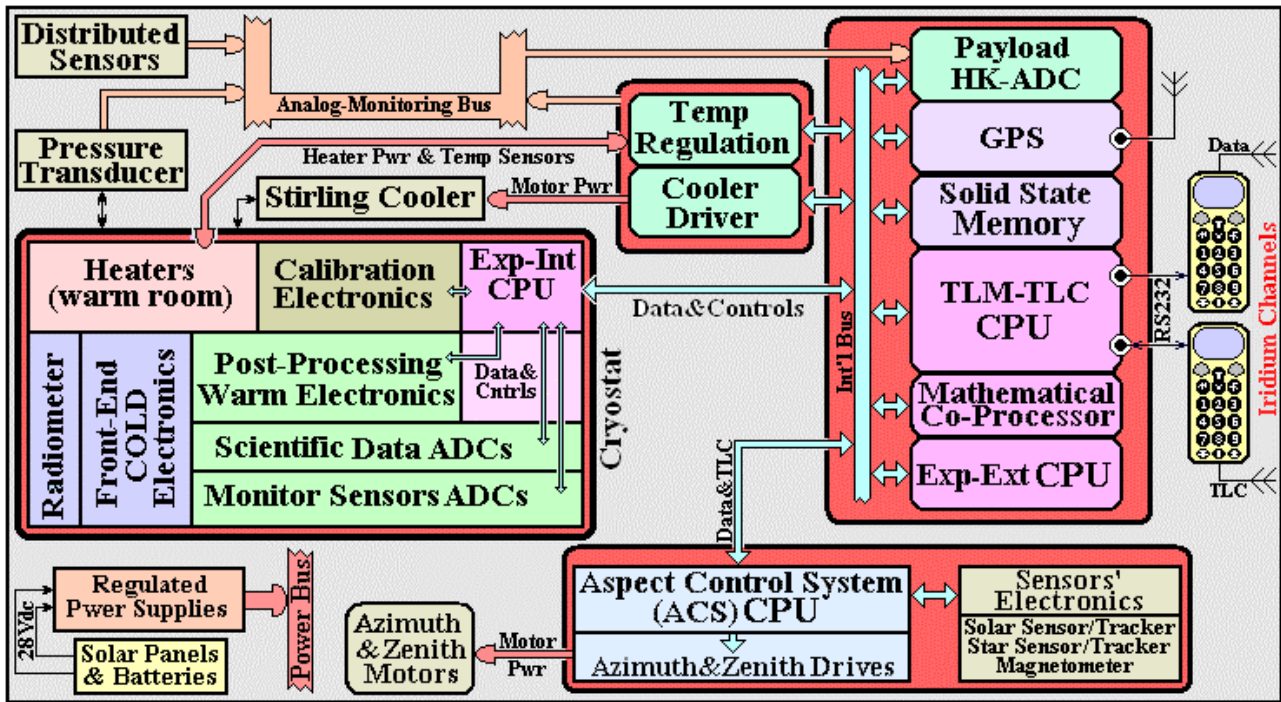 Distributed
Sensors
Analog-Monitoring Bus
Pressure
Transducer
Heater Pwr & Temp Sensors
Stirling Cooler
Motor Pwr
Temp
Regulation
Cooler
Driver
Payload
HK-ADC
GPS
Solid State
Memory
TLM-TLC
CPU
Mathematical
Co-Processor
Exp-Ext CPU
Int'l Bus
Data
RS232
Iridium Channels
TLC
Heaters
(warm room)
Calibration
Electronics
Exp-Int
CPU
Data&Controls
Radiometer
Front-End
COLD
Electronics
Post-Processing
Warm Electronics
Data&
Cntrls
Scientific Data ADCs
Monitor Sensors ADCs
Cryostat
Data&TLC
Regulated
Pwer Supplies
28Vdc
Solar Panels
& Batteries
Power Bus
Azimuth
& Zenith
Motors
Motor
Pwr
Aspect Control System
(ACS) CPU
Azimuth&Zenith Drives
Sensors'
Electronics
Solar Sensor/Tracker
Star Sensor/Tracker
Magnetometer